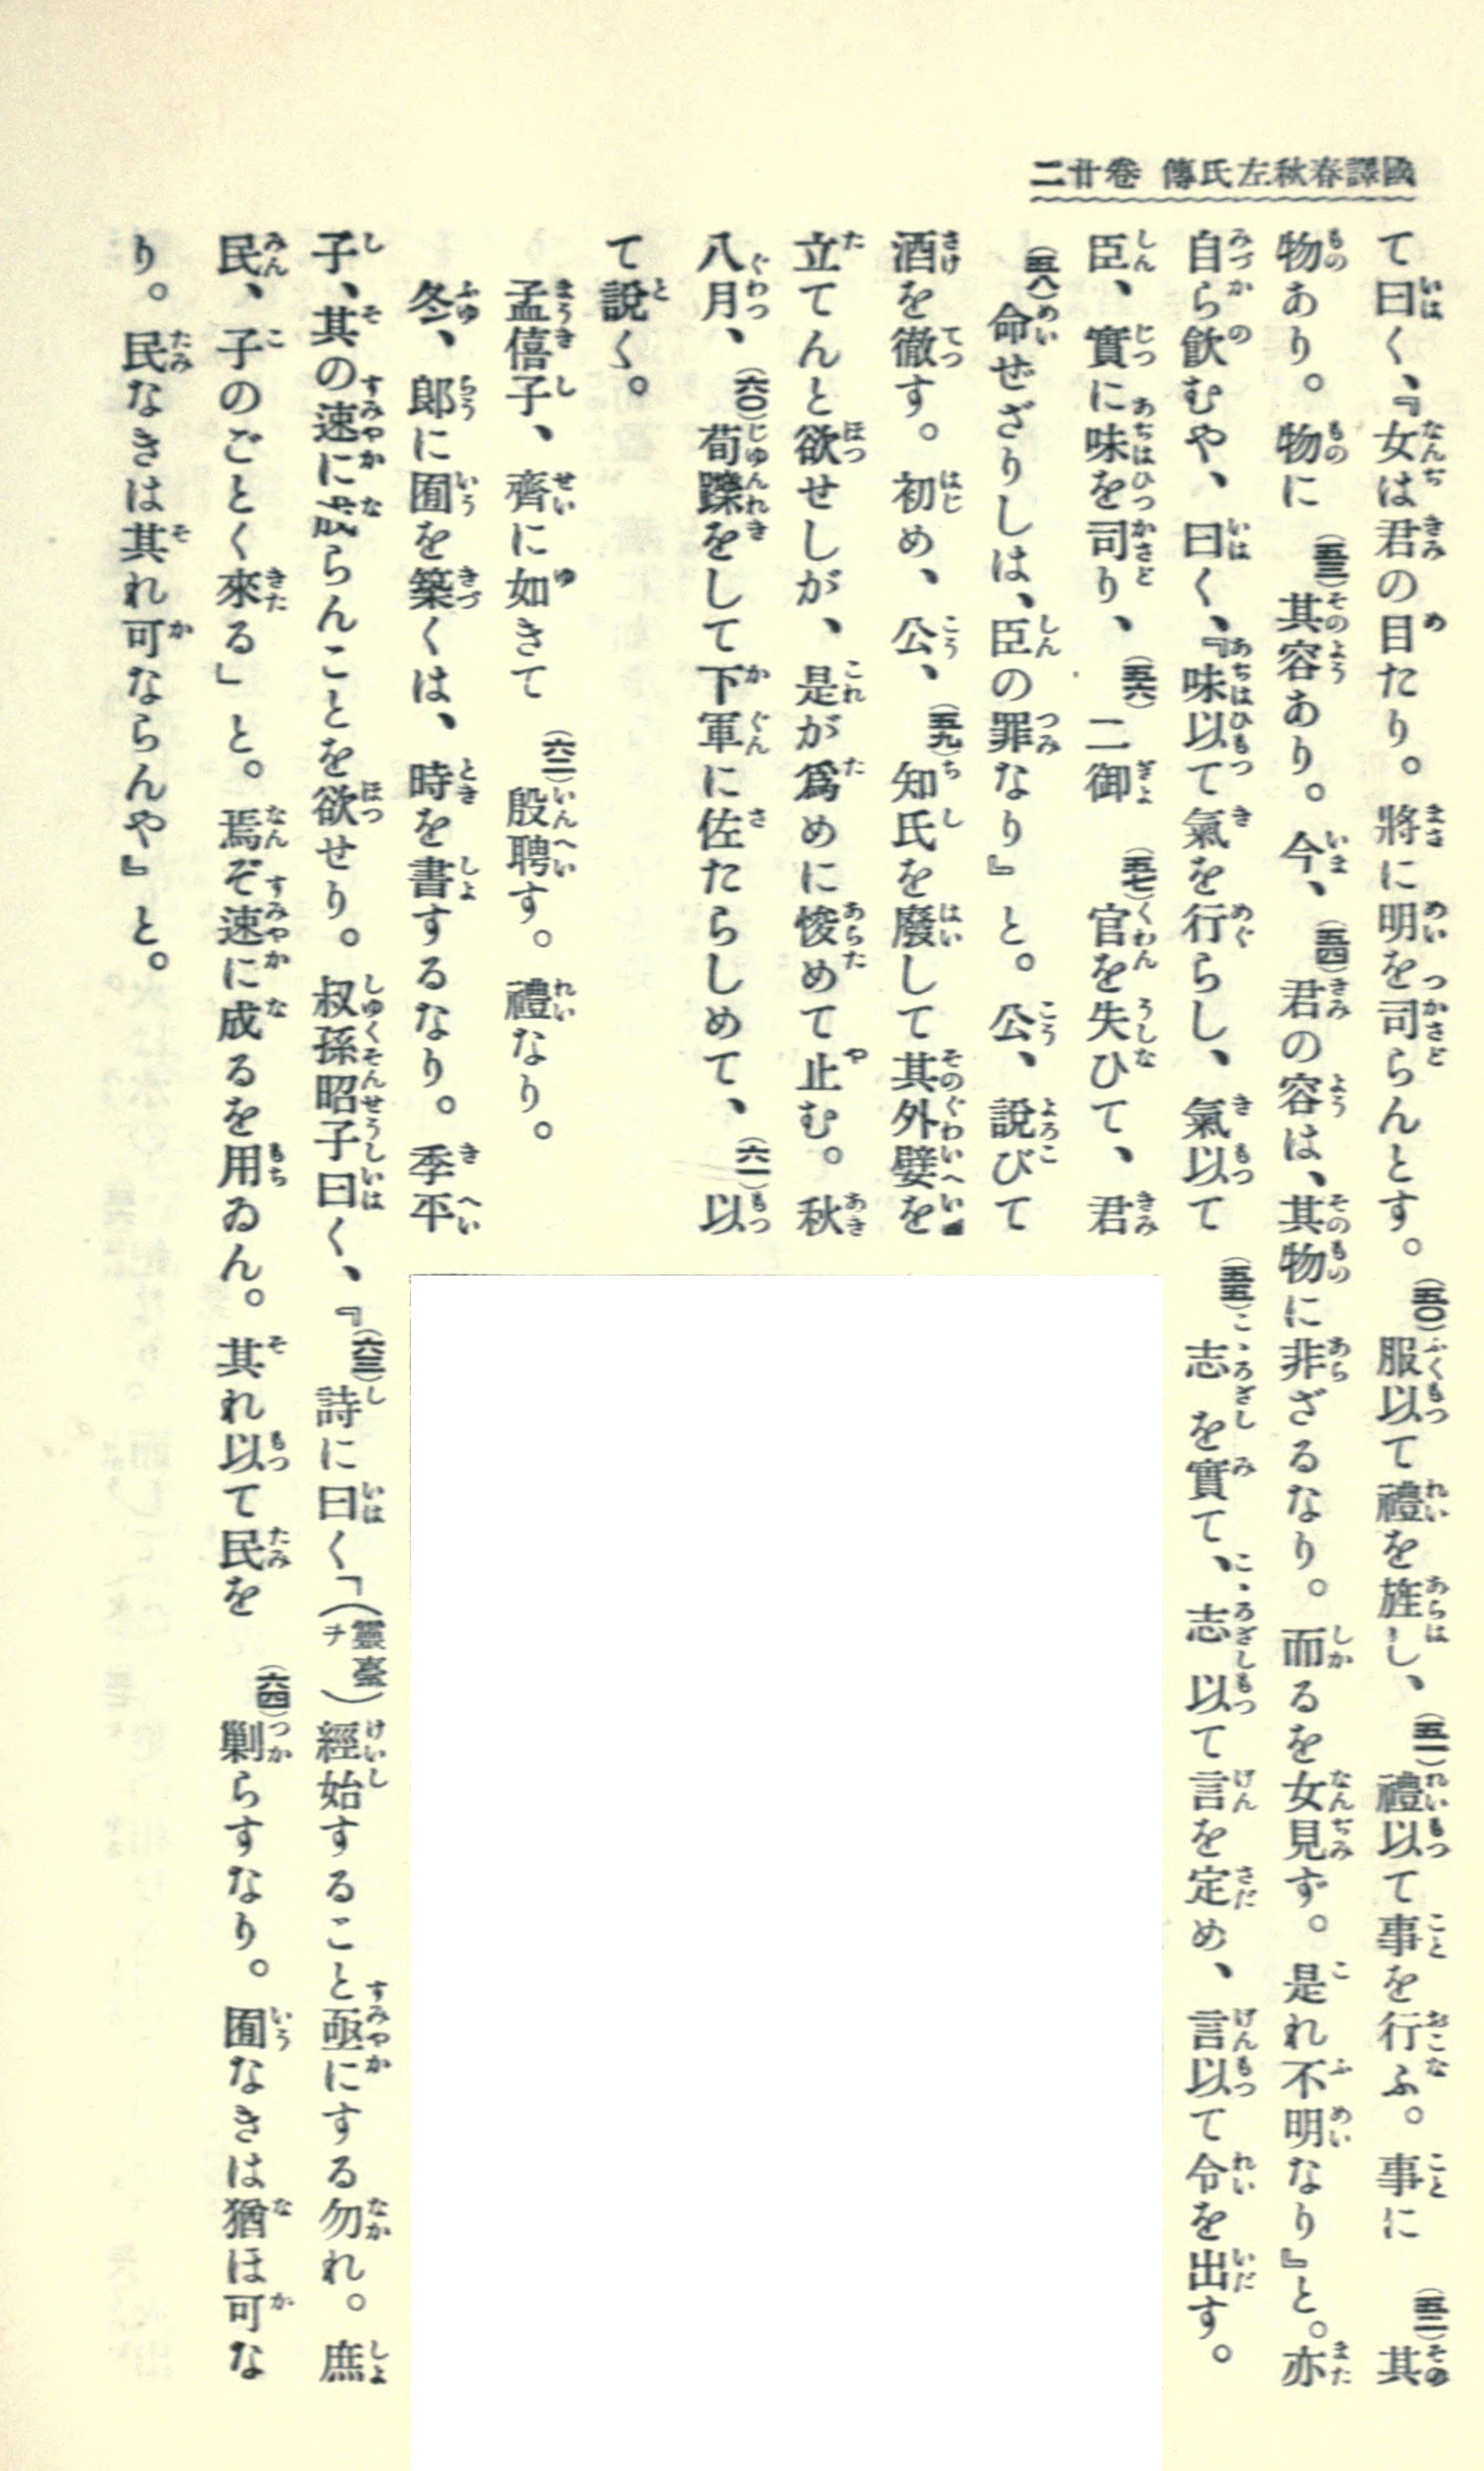 國譯春秋左氏傳 卷廿二
て曰く、『女は君の目たり。將に明を司らんとす。(五〇)服以て禮を旌し、(五一)禮以て事を行ふ。事に(五二)其
物あり。物に(五三)其容あり。今、(五四)君の容は、其物に非ざるなり。而るを女見ず。是れ不明なり』と。亦
自ら飮むや、曰く、『味以て氣を行らし、氣以て(五五)志を實て、志以て言を定め、言以て令を出す。
臣、實に味を司り、(五六)二御(五七)官を失ひて、君
(五八)命ぜざりしは、臣の罪なり』と。公、說びて
酒を徹す。初め、公、(五九)知氏を廢して其外嬖を
立てんと欲せしが、是が爲めに悛めて止む。秋
八月、(六〇)荀躒をして下軍に佐たらしめて、(六一)以
て說く。
孟僖子、齊に如きて(六二)殷聘す。禮なり。
冬、郎に囿を築くは、時を書するなり。季平
子、其の速に成らんことを欲せり。叔孫昭子曰く、『(六三)詩に曰く「(靈臺チ)經始すること亟にする勿れ。庶
民、子のごとく來る」と。焉ぞ速に成るを用ゐん。其れ以て民を(六四)剿らすなり。囿なきは猶ほ可な
り。民なきは其れ可ならんや』と。